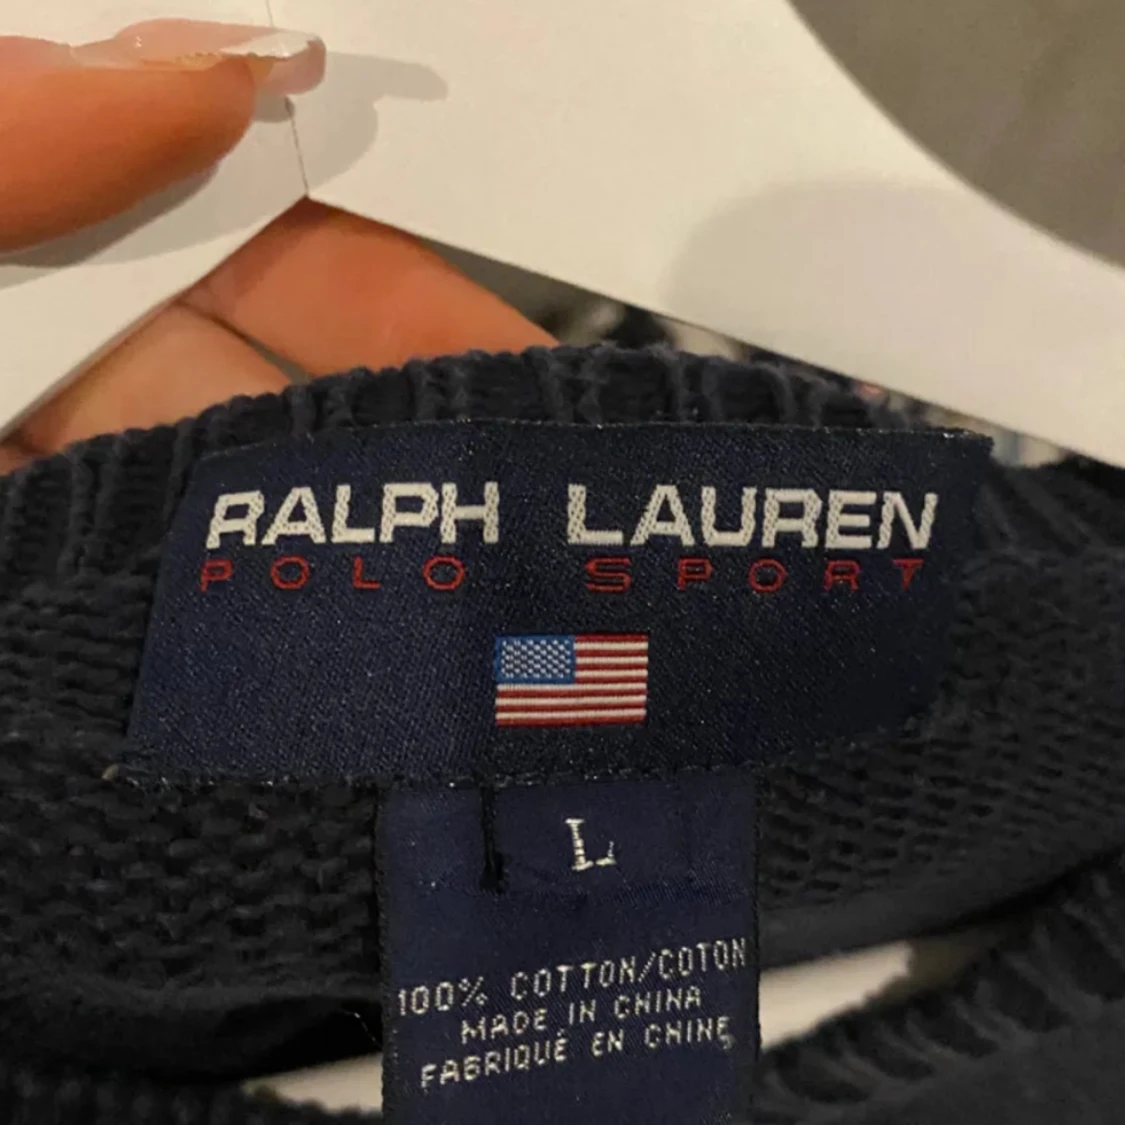 RALPH LAUREN
POLO SPORT
L
100% COTTON/COTON
MADE IN CHINA
FABRIQUÉ EN CHINE